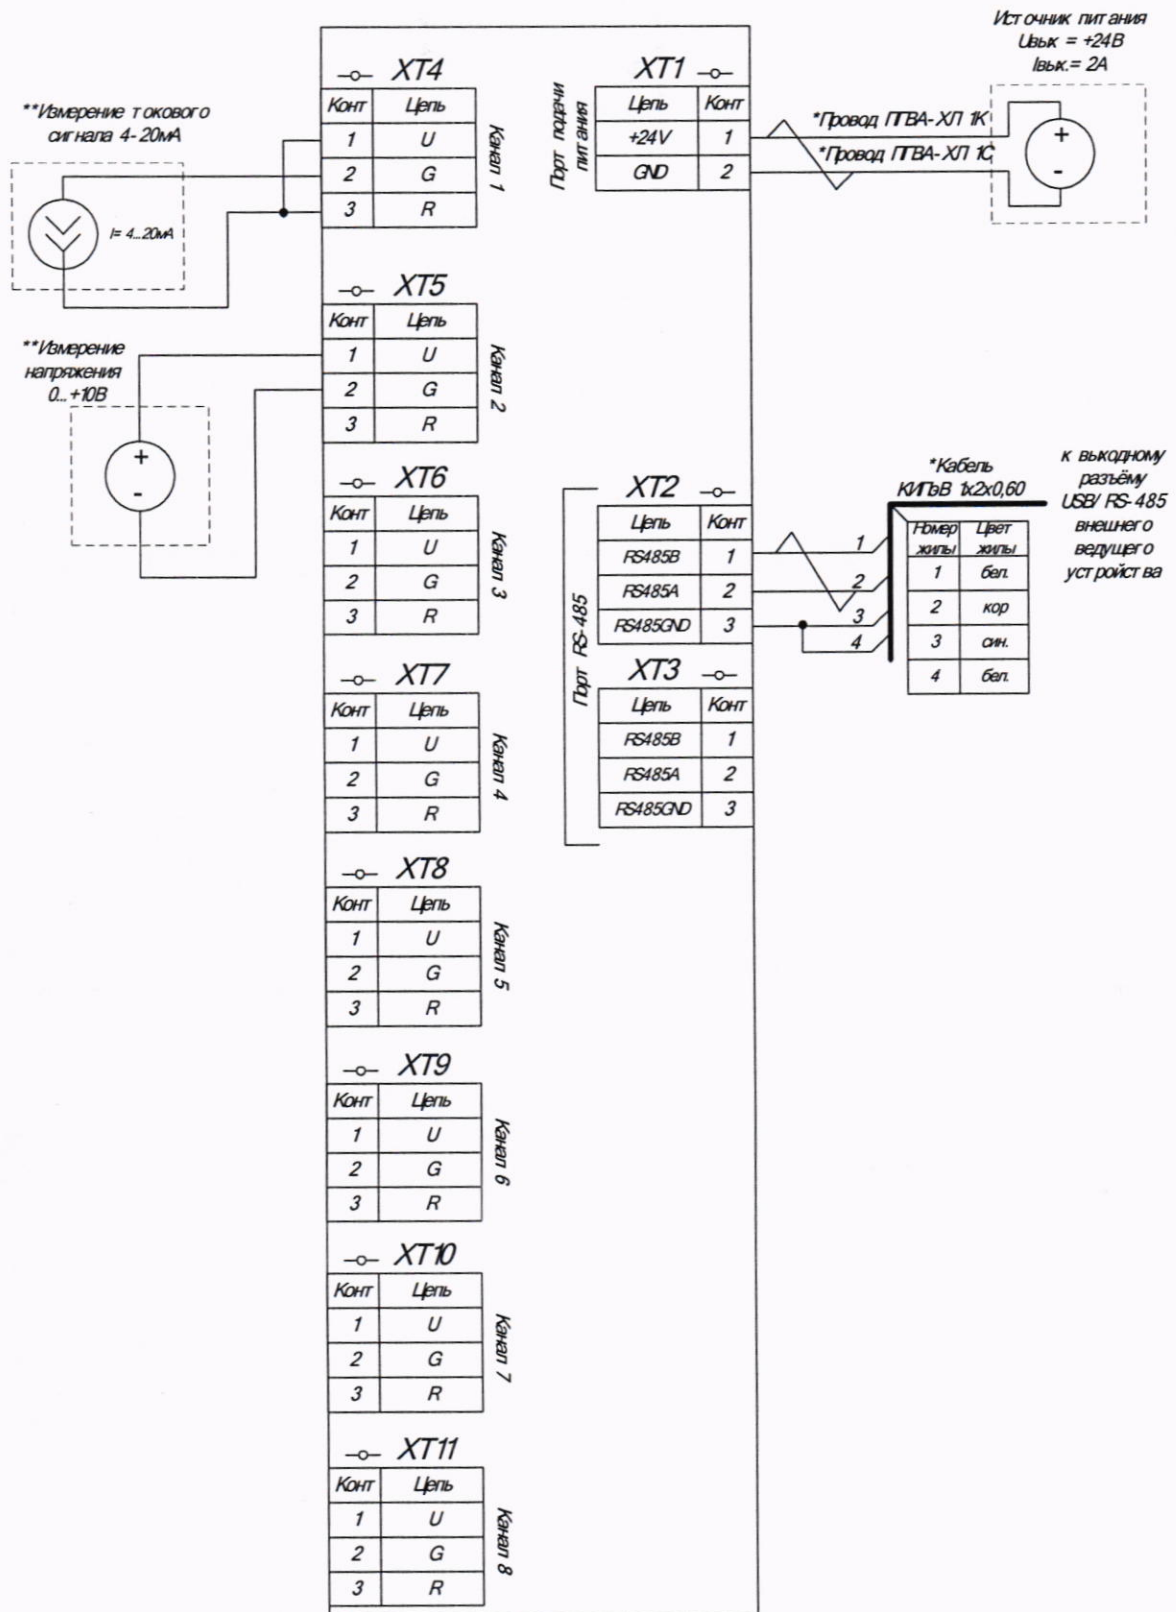 Источник питания
Uвых = +24В
Iвых.= 2А
XT4
Конт Цепь
1 U
2 G
3 R
Канал 1
**Измерение токового
сигнала 4-20мА
I= 4...20мА
XT1
Цепь Конт
+24V 1
GND 2
Порт подачи
питания
*Провод ПГВА-ХЛ 1К
*Провод ПГВА-ХЛ 1С
+
-
XT5
Конт Цепь
1 U
2 G
3 R
Канал 2
**Измерение
напряжения
0...+10В
+
-
XT6
Конт Цепь
1 U
2 G
3 R
Канал 3
XT2
Цепь Конт
RS485B 1
RS485A 2
RS485GND 3
Порт RS-485
1
2
3
4
*Кабель
КИПэВ 1х2х0,60
Номер Цвет
жилы жилы
1 бел.
2 кор
3 син.
4 бел.
к выходному
разъёму
USB/ RS-485
внешнего
ведущего
устройства
XT3
Цепь Конт
RS485B 1
RS485A 2
RS485GND 3
XT7
Конт Цепь
1 U
2 G
3 R
Канал 4
XT8
Конт Цепь
1 U
2 G
3 R
Канал 5
XT9
Конт Цепь
1 U
2 G
3 R
Канал 6
XT10
Конт Цепь
1 U
2 G
3 R
Канал 7
XT11
Конт Цепь
1 U
2 G
3 R
Канал 8